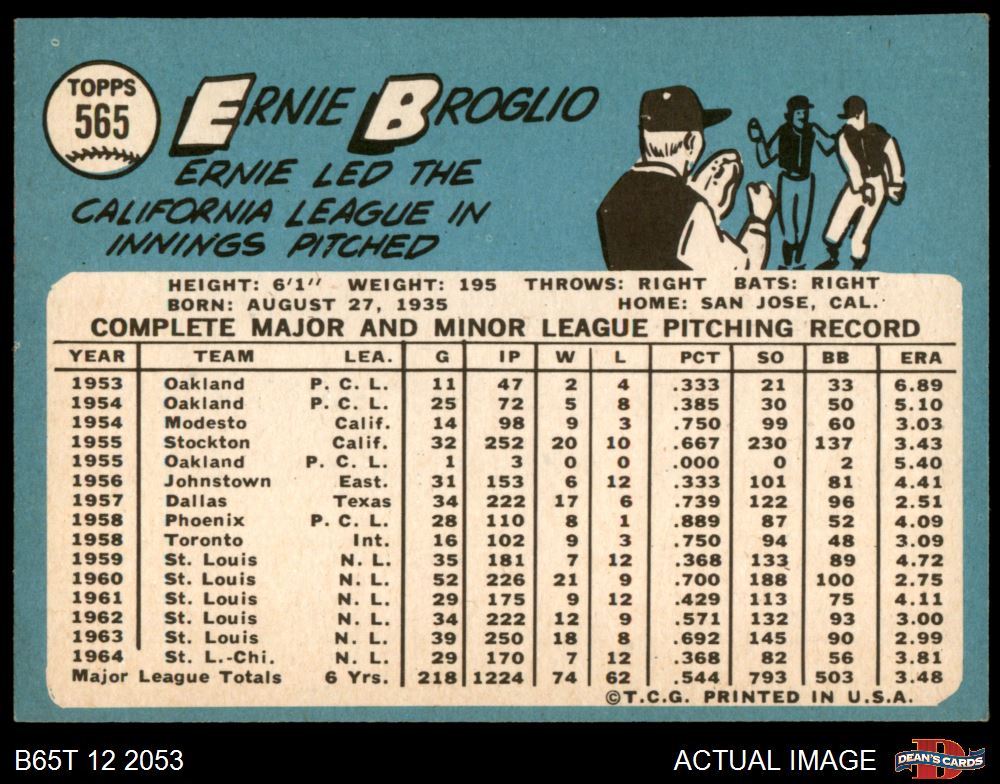 TOPPS
565
ERNIE BROGLIO
ERNIE LED THE
CALIFORNIA LEAGUE IN
INNINGS PITCHED
HEIGHT: 6'1" WEIGHT: 195 THROWS: RIGHT BATS: RIGHT
BORN: AUGUST 27, 1935 HOME: SAN JOSE, CAL.
COMPLETE MAJOR AND MINOR LEAGUE PITCHING RECORD
YEAR TEAM LEA. G IP W L PCT SO BB ERA
1953 Oakland P. C. L. 11 47 2 4 .333 21 33 6.89
1954 Oakland P. C. L. 25 72 5 8 .385 30 50 5.10
1954 Modesto Calif. 14 98 9 3 .750 99 60 3.03
1955 Stockton Calif. 32 252 20 10 .667 230 137 3.43
1955 Oakland P. C. L. 1 3 0 0 .000 0 2 5.40
1956 Johnstown East. 31 153 6 12 .333 101 81 4.41
1957 Dallas Texas 34 222 17 6 .739 122 96 2.51
1958 Phoenix P. C. L. 28 110 8 1 .889 87 52 4.09
1958 Toronto Int. 16 102 9 3 .750 94 48 3.09
1959 St. Louis N. L. 35 181 7 12 .368 133 89 4.72
1960 St. Louis N. L. 52 226 21 9 .700 188 100 2.75
1961 St. Louis N. L. 29 175 9 12 .429 113 75 4.11
1962 St. Louis N. L. 34 222 12 9 .571 132 93 3.00
1963 St. Louis N. L. 39 250 18 8 .692 145 90 2.99
1964 St. L.-Chi. N. L. 29 170 7 12 .368 82 56 3.81
Major League Totals 6 Yrs. 218 1224 74 62 .544 793 503 3.48
©T.C.G. PRINTED IN U.S.A.
B65T 12 2053 ACTUAL IMAGE DEAN'S CARDS